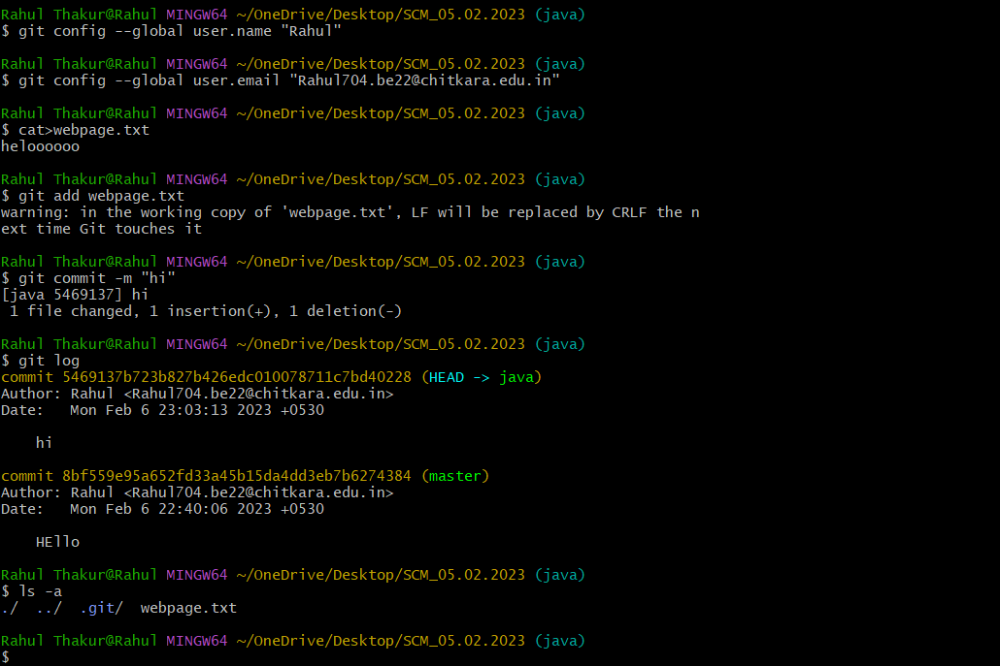 Rahul Thakur@Rahul MINGW64 ~/OneDrive/Desktop/SCM_05.02.2023 (java)
$ git config --global user.name "Rahul"
Rahul Thakur@Rahul MINGW64 ~/OneDrive/Desktop/SCM_05.02.2023 (java)
$ git config --global user.email "Rahul704.be22@chitkara.edu.in"
Rahul Thakur@Rahul MINGW64 ~/OneDrive/Desktop/SCM_05.02.2023 (java)
$ cat>webpage.txt
heloooooo
Rahul Thakur@Rahul MINGW64 ~/OneDrive/Desktop/SCM_05.02.2023 (java)
$ git add webpage.txt
warning: in the working copy of 'webpage.txt', LF will be replaced by CRLF the n
ext time Git touches it
Rahul Thakur@Rahul MINGW64 ~/OneDrive/Desktop/SCM_05.02.2023 (java)
$ git commit -m "hi"
[java 5469137] hi
 1 file changed, 1 insertion(+), 1 deletion(-)
Rahul Thakur@Rahul MINGW64 ~/OneDrive/Desktop/SCM_05.02.2023 (java)
$ git log
commit 5469137b723b827b426edc010078711c7bd40228 (HEAD -> java)
Author: Rahul <Rahul704.be22@chitkara.edu.in>
Date:   Mon Feb 6 23:03:13 2023 +0530
    hi
commit 8bf559e95a652fd33a45b15da4dd3eb7b6274384 (master)
Author: Rahul <Rahul704.be22@chitkara.edu.in>
Date:   Mon Feb 6 22:40:06 2023 +0530
    HEllo
Rahul Thakur@Rahul MINGW64 ~/OneDrive/Desktop/SCM_05.02.2023 (java)
$ ls -a
./  ../  .git/  webpage.txt
Rahul Thakur@Rahul MINGW64 ~/OneDrive/Desktop/SCM_05.02.2023 (java)
$